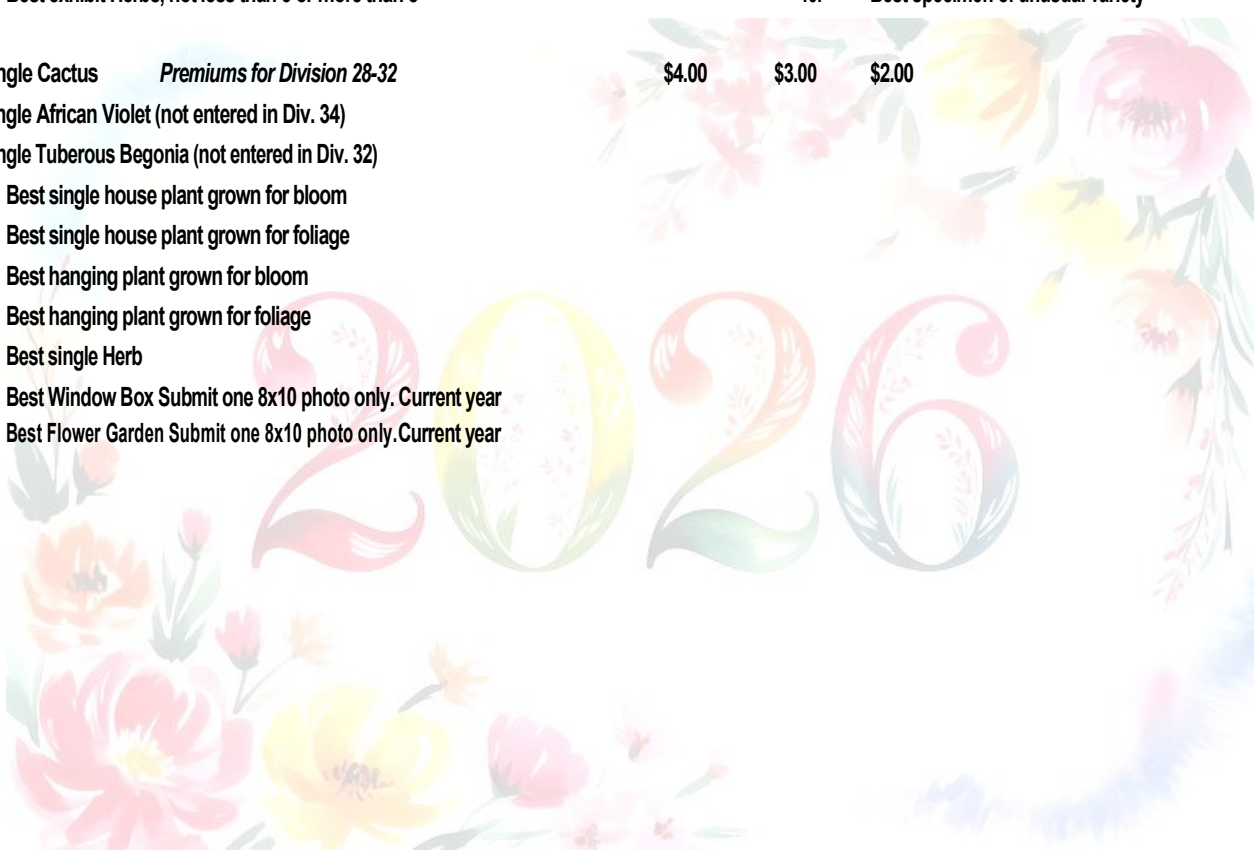 ngle Cactus Premiums for Division 28-32 $4.00 $3.00 $2.00
ngle African Violet (not entered in Div. 34)
ngle Tuberous Begonia (not entered in Div. 32)
Best single house plant grown for bloom
Best single house plant grown for foliage
Best hanging plant grown for bloom
Best hanging plant grown for foliage
Best single Herb
Best Window Box Submit one 8x10 photo only. Current year
Best Flower Garden Submit one 8x10 photo only.Current year
2026